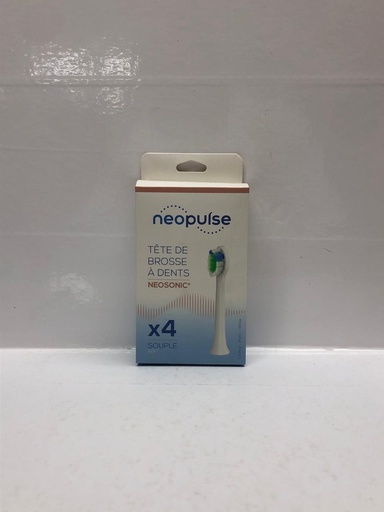 neopulse
TÊTE DE
BROSSE
À DENTS
NEOSONIC®
x4
SOUPLE